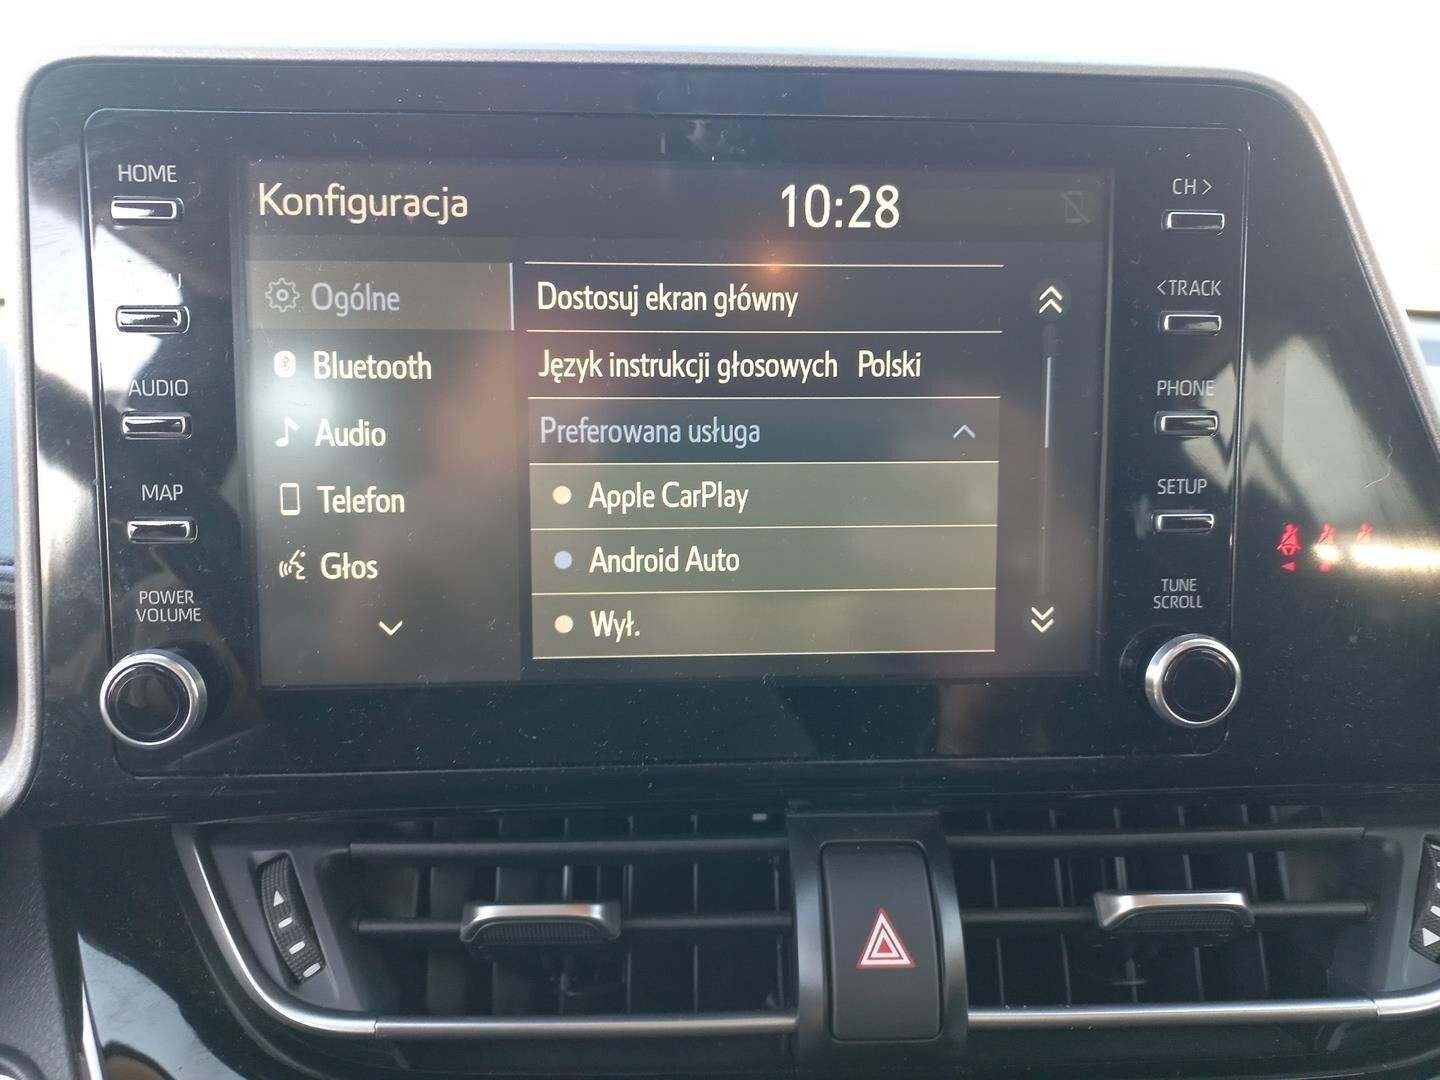 HOME
AUDIO
MAP
POWER
VOLUME
Konfiguracja
10:28
Ogólne
Bluetooth
Audio
Telefon
Głos
Dostosuj ekran główny
Język instrukcji głosowych Polski
Preferowana usługa
Apple CarPlay
Android Auto
Wył.
CH >
< TRACK
PHONE
SETUP
TUNE
SCROLL